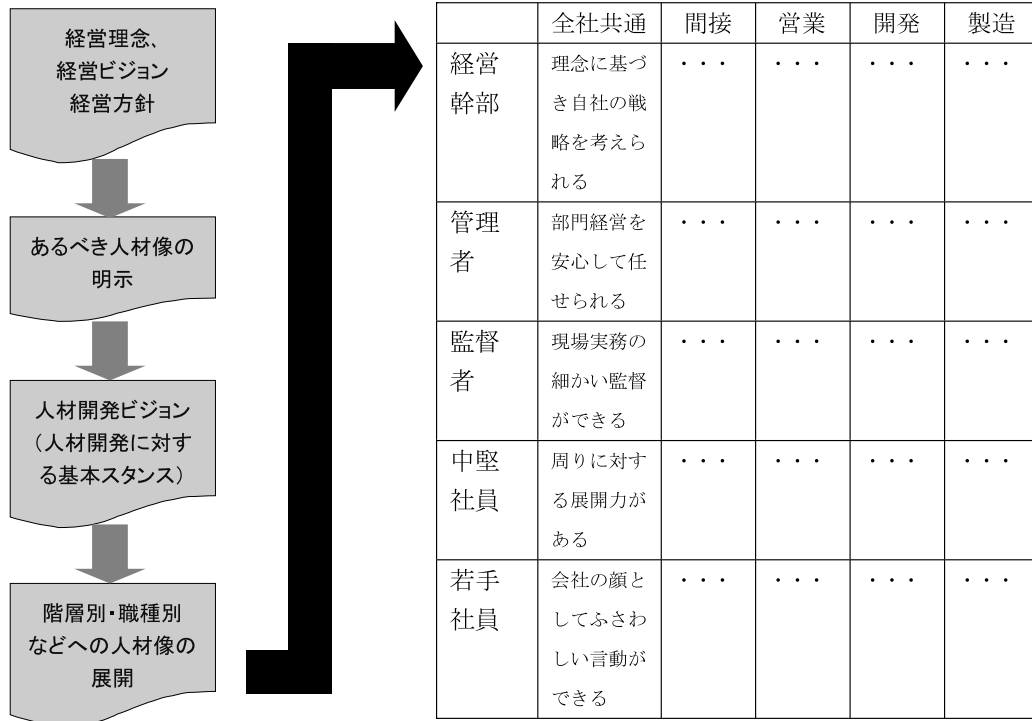 経営理念、
経営ビジョン
経営方針
あるべき人材像の
明示
人材開発ビジョン
（人材開発に対す
る基本スタンス）
階層別・職種別
などへの人材像の
展開
全社共通 間接 営業 開発 製造
経営
幹部
理念に基づ
き自社の戦
略を考えら
れる
・・・ ・・・ ・・・ ・・・
管理
者
部門経営を
安心して任
せられる
・・・ ・・・ ・・・ ・・・
監督
者
現場実務の
細かい監督
ができる
・・・ ・・・ ・・・ ・・・
中堅
社員
周りに対す
る展開力が
ある
・・・ ・・・ ・・・ ・・・
若手
社員
会社の顔と
してふさわ
しい言動が
できる
・・・ ・・・ ・・・ ・・・